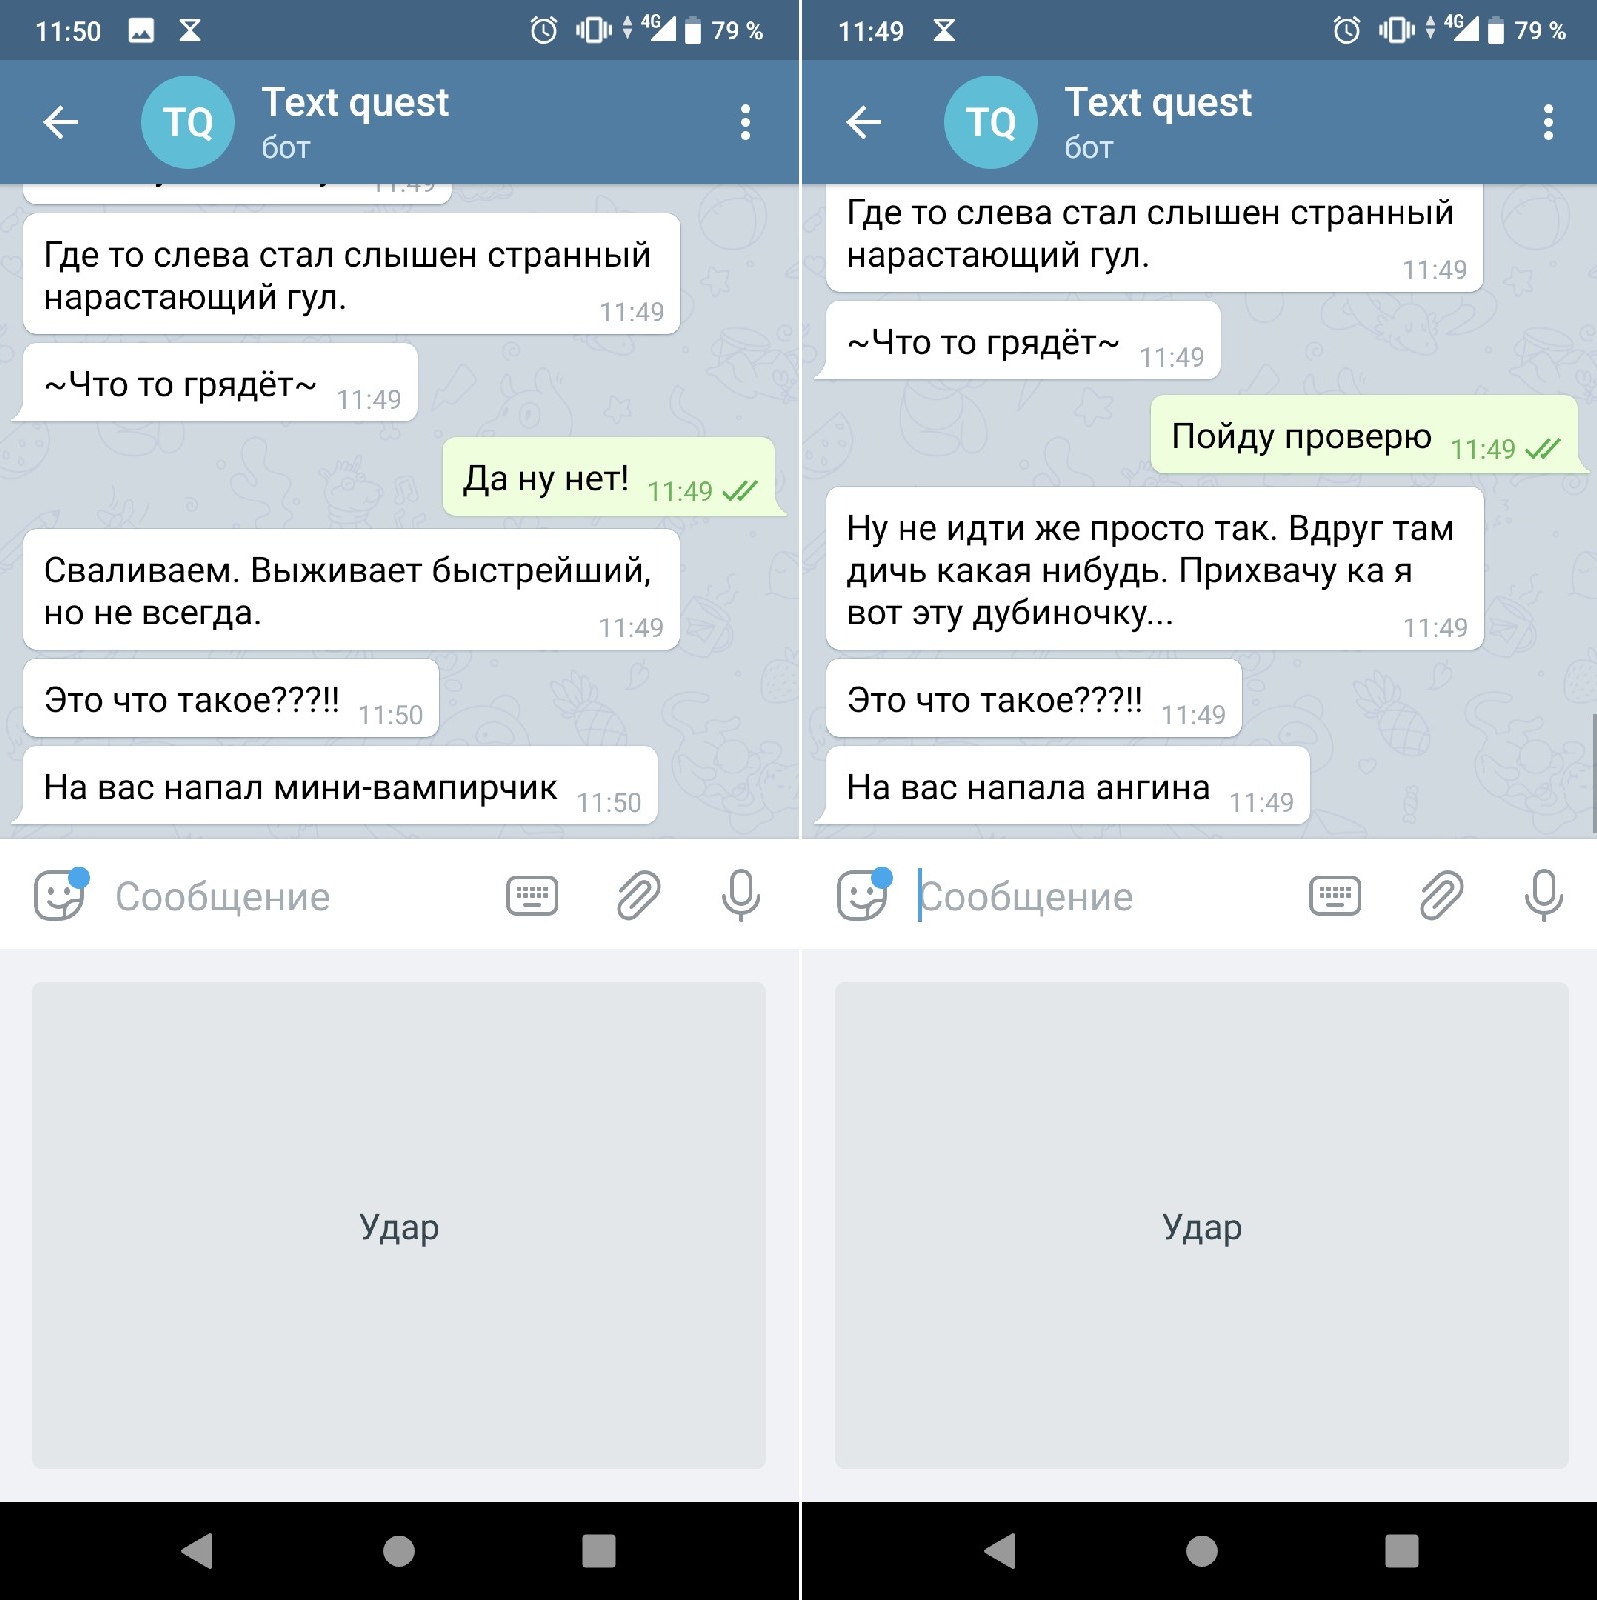 11:50
4G
79 %
TQ
Text quest
бот
11:49
Где то слева стал слышен странный
нарастающий гул.
11:49
~Что то грядёт~
11:49
Да ну нет!
11:49
Сваливаем. Выживает быстрейший,
но не всегда.
11:49
Это что такое???!!
11:50
На вас напал мини-вампирчик
11:50
Сообщение
Удар
11:49
4G
79 %
TQ
Text quest
бот
Где то слева стал слышен странный
нарастающий гул.
11:49
~Что то грядёт~
11:49
Пойду проверю
11:49
Ну не идти же просто так. Вдруг там
дичь какая нибудь. Прихвачу ка я
вот эту дубиночку...
11:49
Это что такое???!!
11:49
На вас напала ангина
11:49
Сообщение
Удар